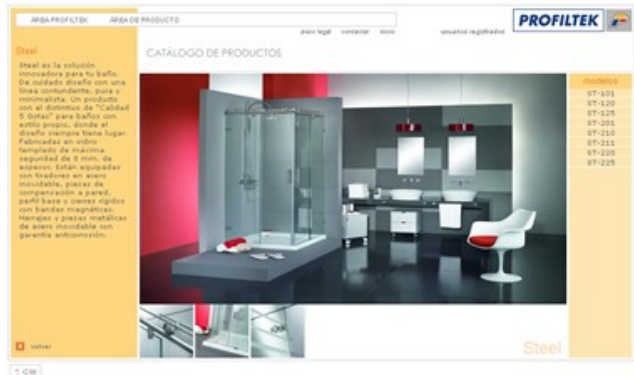 ÁREA PROFILTEK ÁREA DE PRODUCTO
PROFILTEK
aviso legal contactar inicio usuarios registrados
Steel
CATÁLOGO DE PRODUCTOS
Steel es la solución
innovadora para tu baño.
De cuidado diseño con una
línea contundente, pura y
minimalista. Un producto
con el distintivo de "Calidad
5 Gotas" para baños con
estilo propio, donde el
diseño siempre tiene lugar.
Fabricadas en vidrio
templado de máxima
seguridad de 8 mm. de
espesor. Están equipadas
con tiradores en acero
inoxidable, piezas de
compensación a pared,
perfil base y cierres rígidos
con bandas magnéticas.
Herrajes y piezas metálicas
de acero inoxidable con
garantía anticorrosión.
modelos
ST-101
ST-120
ST-125
ST-201
ST-210
ST-211
ST-220
ST-225
volver
Steel